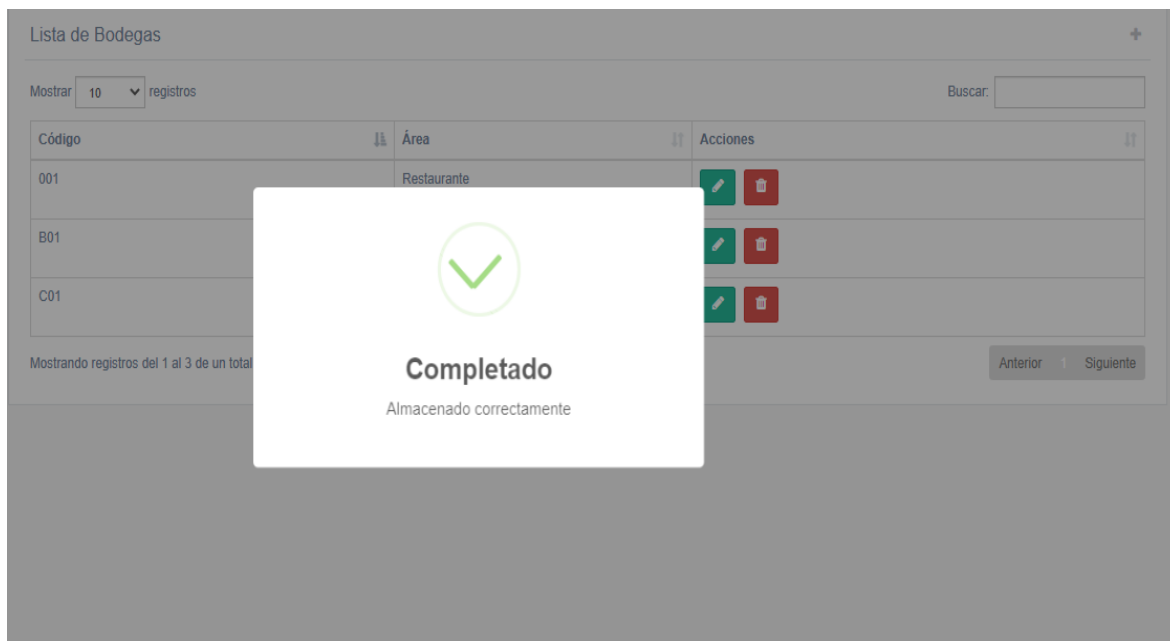 Lista de Bodegas
Mostrar 10 registros Buscar:
Código Área Acciones
001 Restaurante
B01
C01
Mostrando registros del 1 al 3 de un total
Anterior 1 Siguiente
Completado
Almacenado correctamente